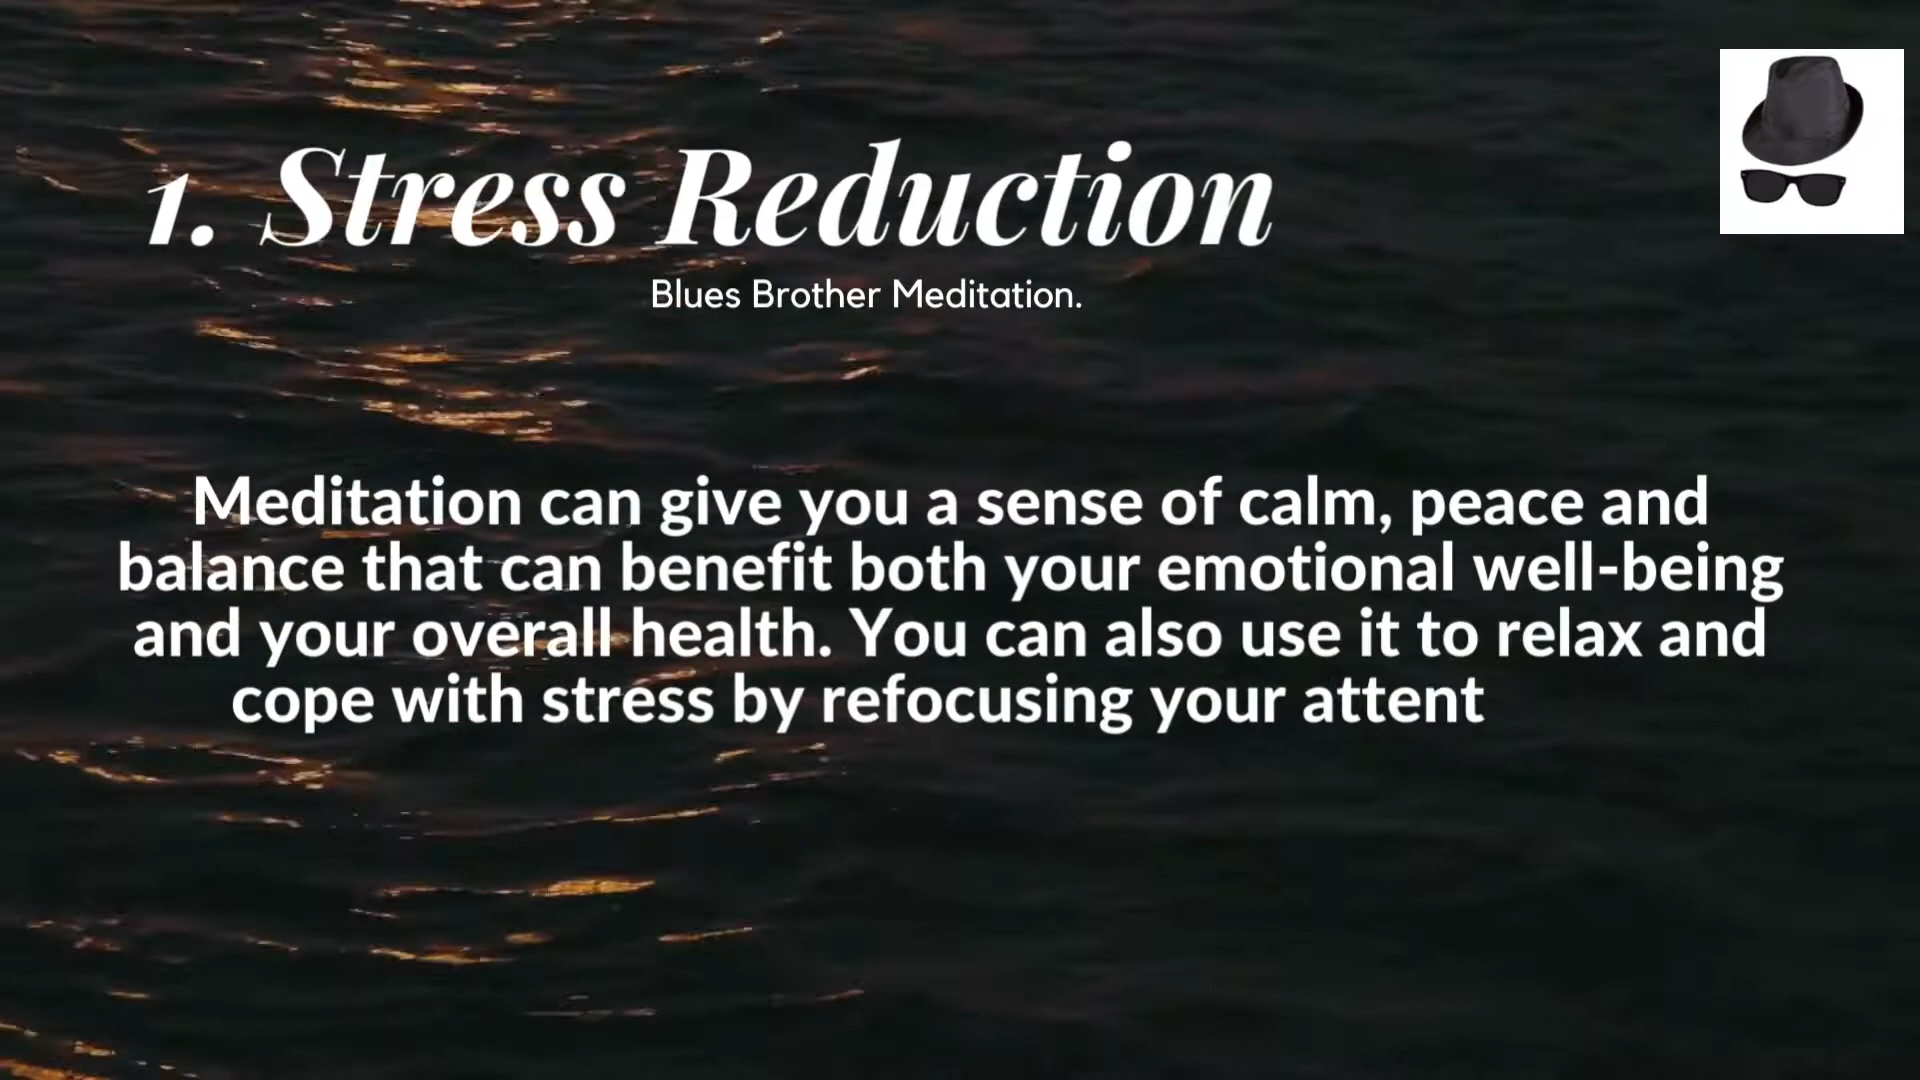 1. Stress Reduction
Blues Brother Meditation.
Meditation can give you a sense of calm, peace and
balance that can benefit both your emotional well-being
and your overall health. You can also use it to relax and
cope with stress by refocusing your attent